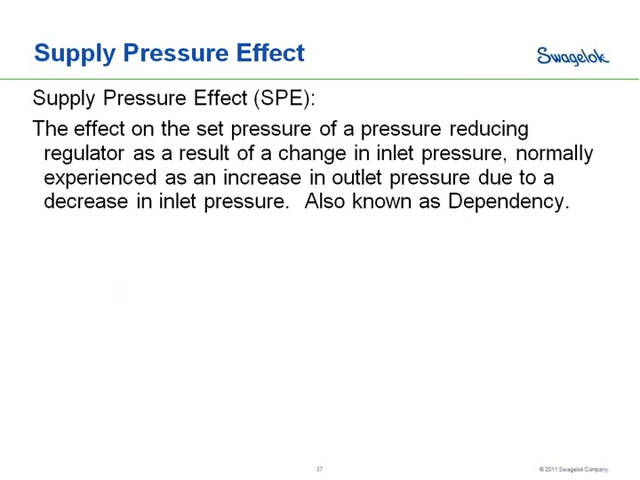 Supply Pressure Effect
Swagelok
Supply Pressure Effect (SPE):
The effect on the set pressure of a pressure reducing
regulator as a result of a change in inlet pressure, normally
experienced as an increase in outlet pressure due to a
decrease in inlet pressure.  Also known as Dependency.
37
© 2011 Swagelok Company.